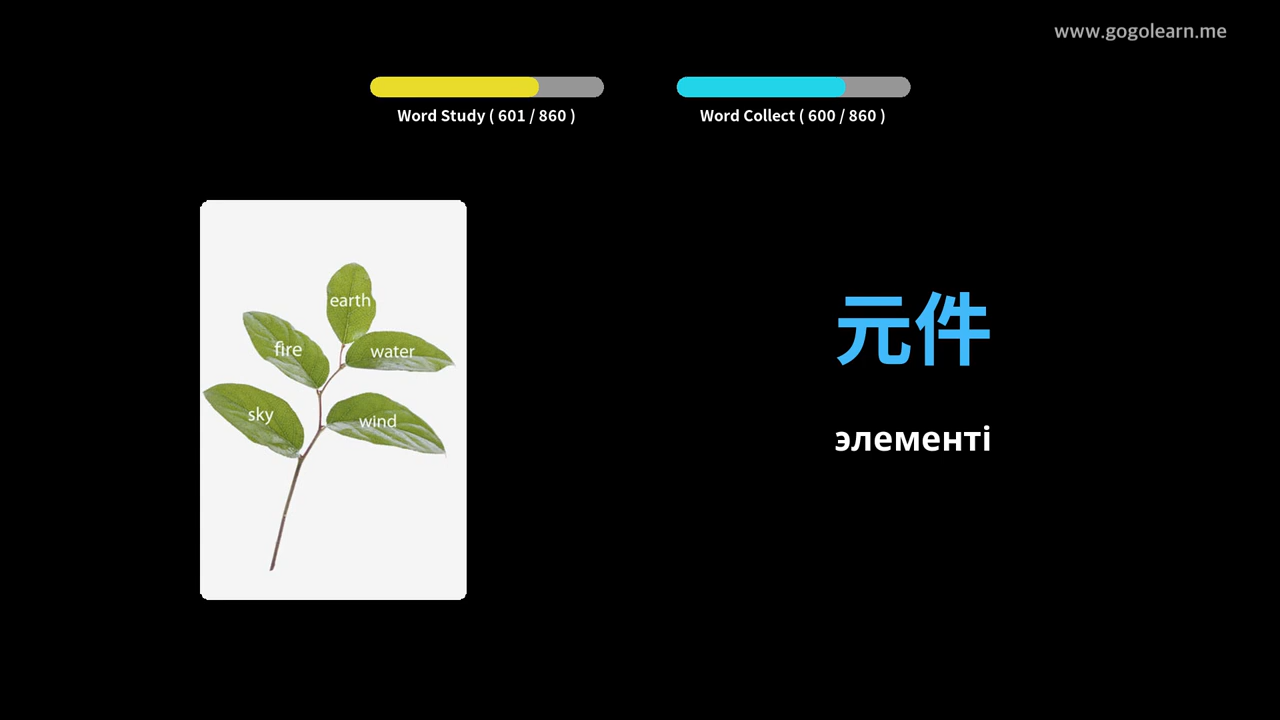 www.gogolearn.me
Word Study ( 601 / 860 )
Word Collect ( 600 / 860 )
earth
fire
water
sky
wind
元件
элементі